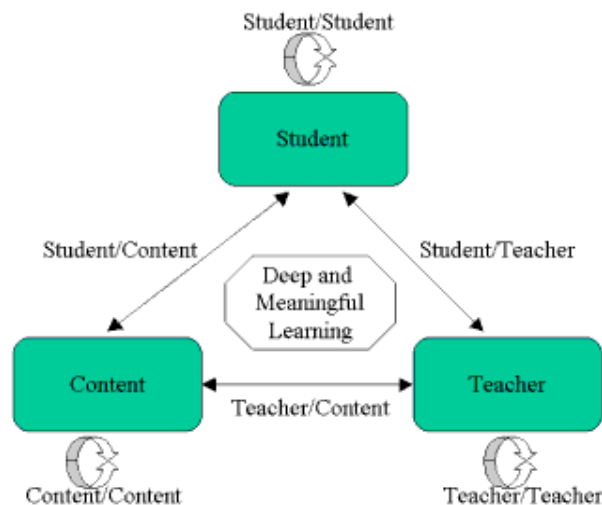 Student/Student
Student
Student/Content
Student/Teacher
Deep and
Meaningful
Learning
Content
Teacher
Teacher/Content
Content/Content
Teacher/Teacher